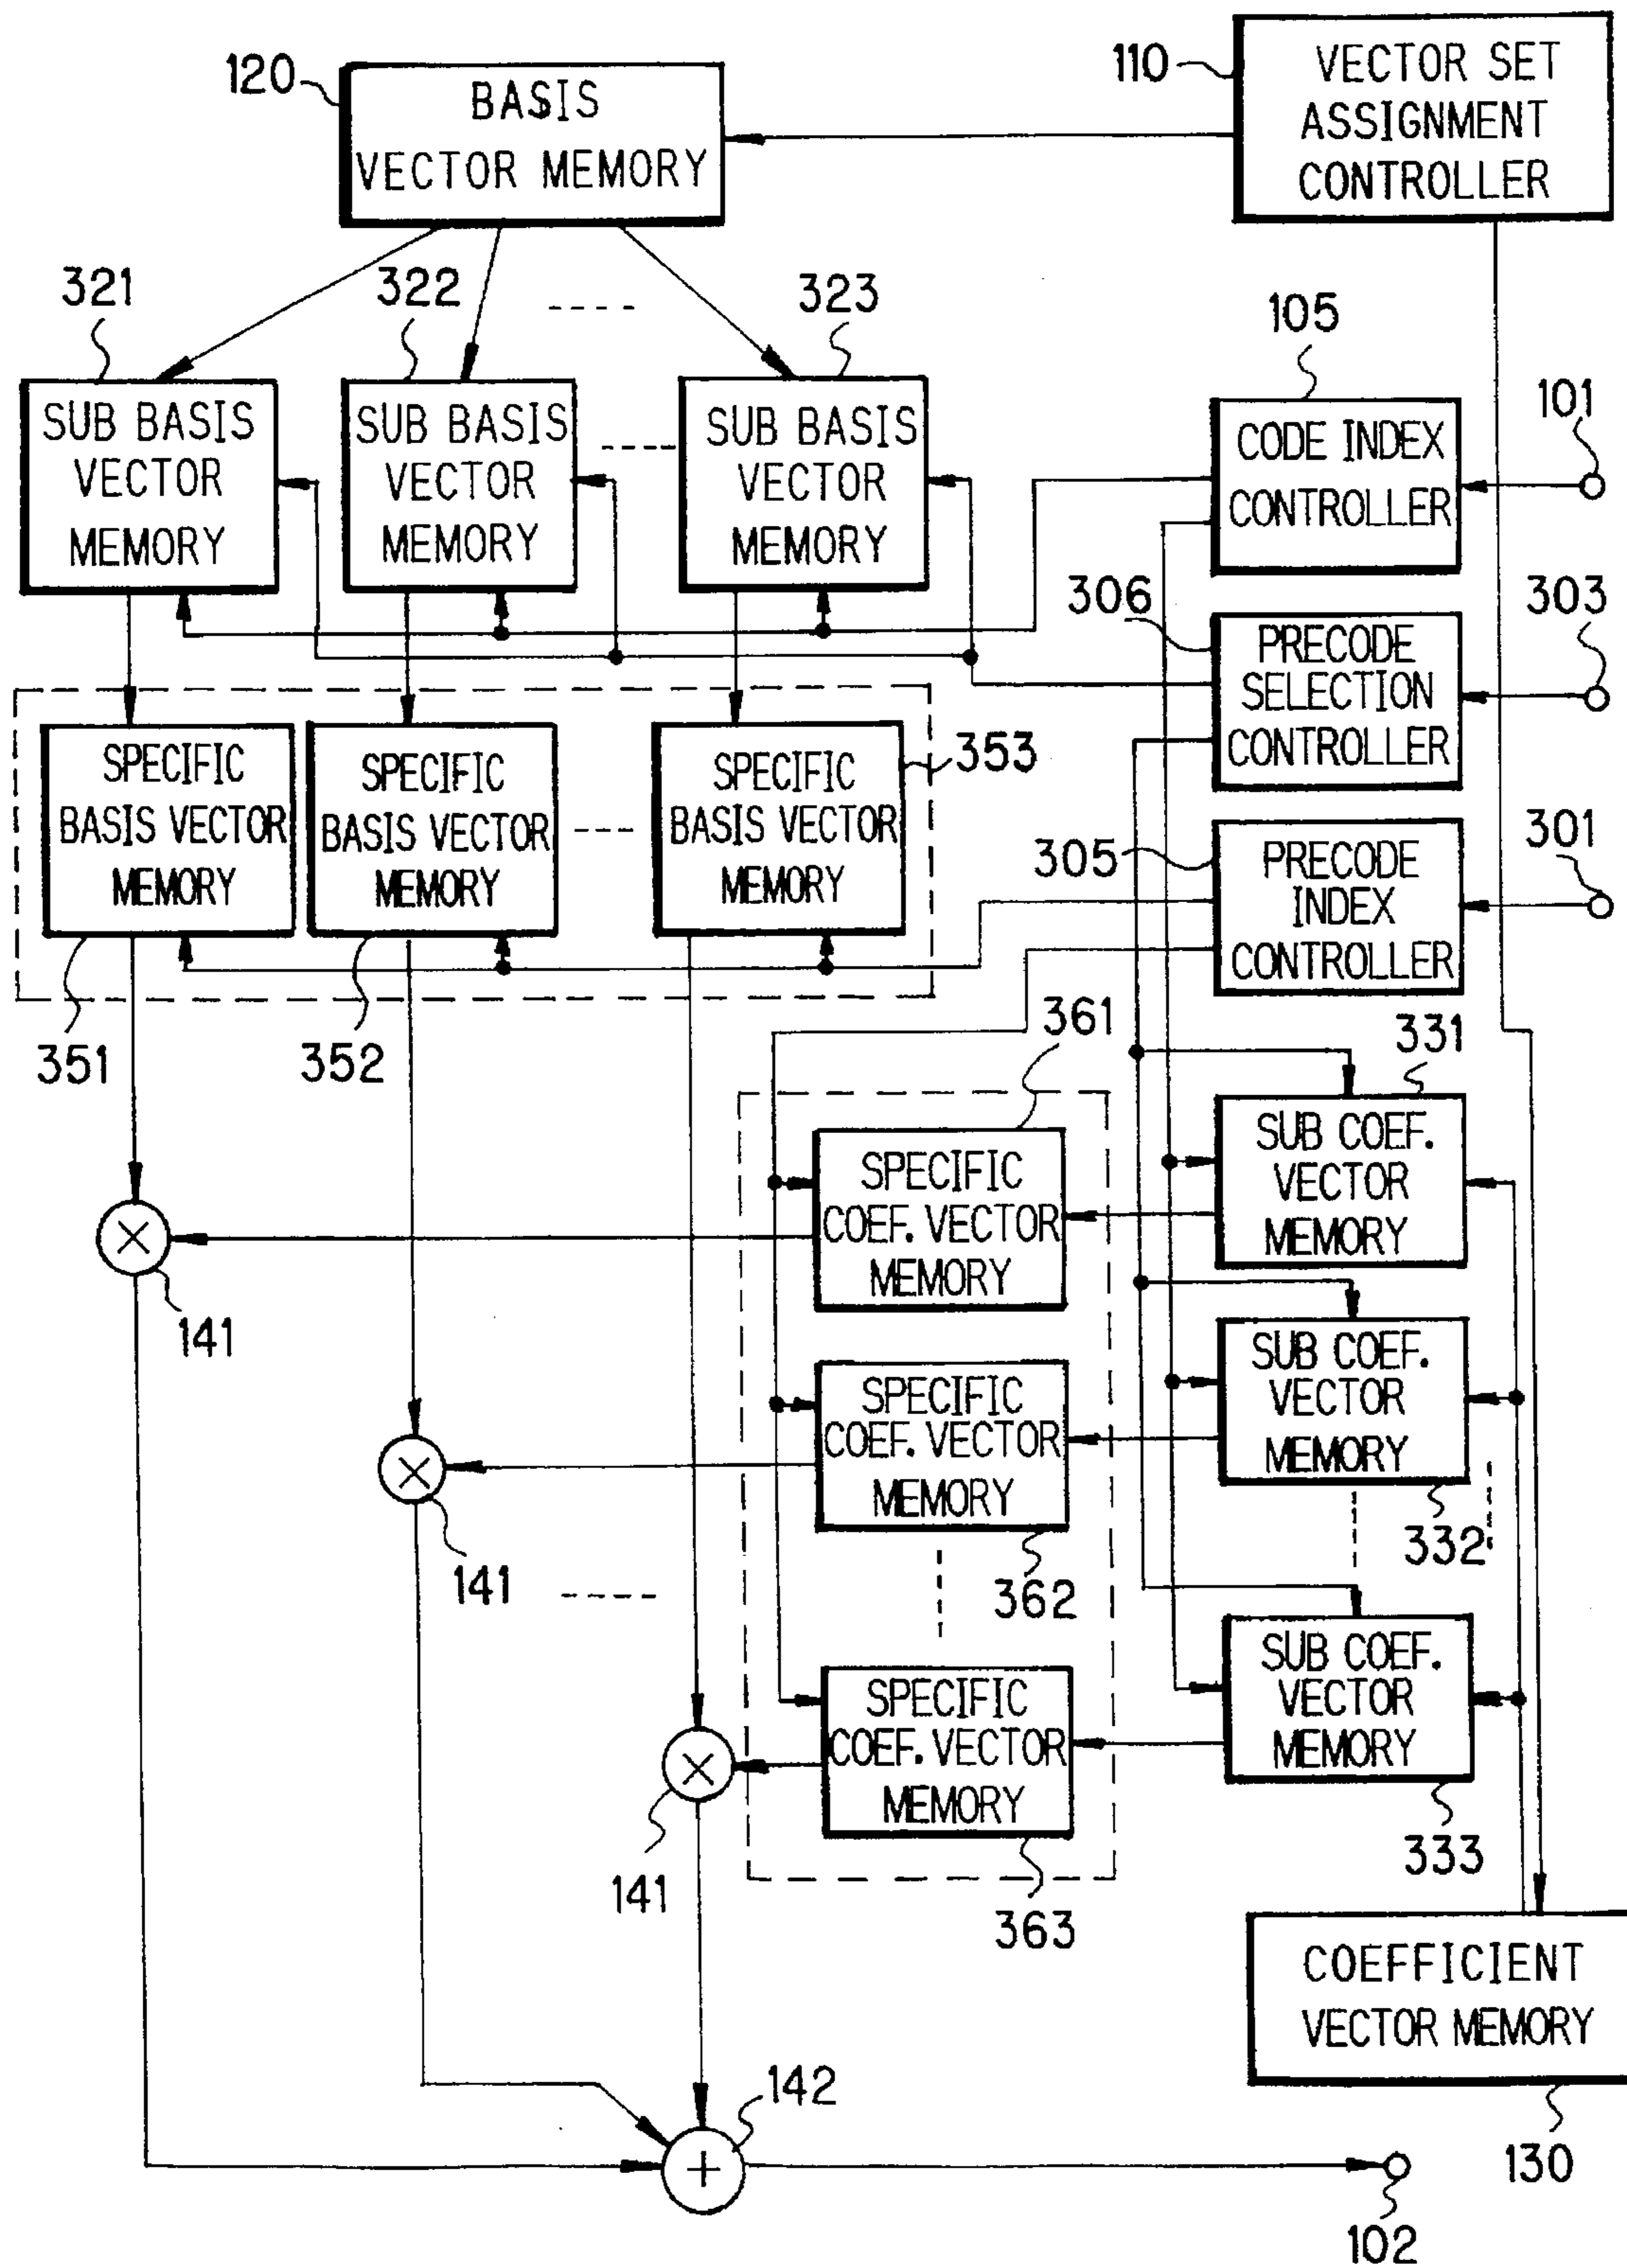 120
BASIS
VECTOR MEMORY
110
VECTOR SET
ASSIGNMENT
CONTROLLER
321
322
323
105
SUB BASIS
VECTOR
MEMORY
SUB BASIS
VECTOR
MEMORY
SUB BASIS
VECTOR
MEMORY
CODE INDEX
CONTROLLER
101
306
PRECODE
SELECTION
CONTROLLER
303
SPECIFIC
BASIS VECTOR
MEMORY
SPECIFIC
BASIS VECTOR
MEMORY
SPECIFIC
BASIS VECTOR
MEMORY
353
305
PRECODE
INDEX
CONTROLLER
301
351
352
361
331
SPECIFIC
COEF. VECTOR
MEMORY
SUB COEF.
VECTOR
MEMORY
×
141
SPECIFIC
COEF. VECTOR
MEMORY
SUB COEF.
VECTOR
MEMORY
×
141
362
332
SPECIFIC
COEF. VECTOR
MEMORY
SUB COEF.
VECTOR
MEMORY
×
141
363
333
COEFFICIENT
VECTOR MEMORY
130
142
+
102